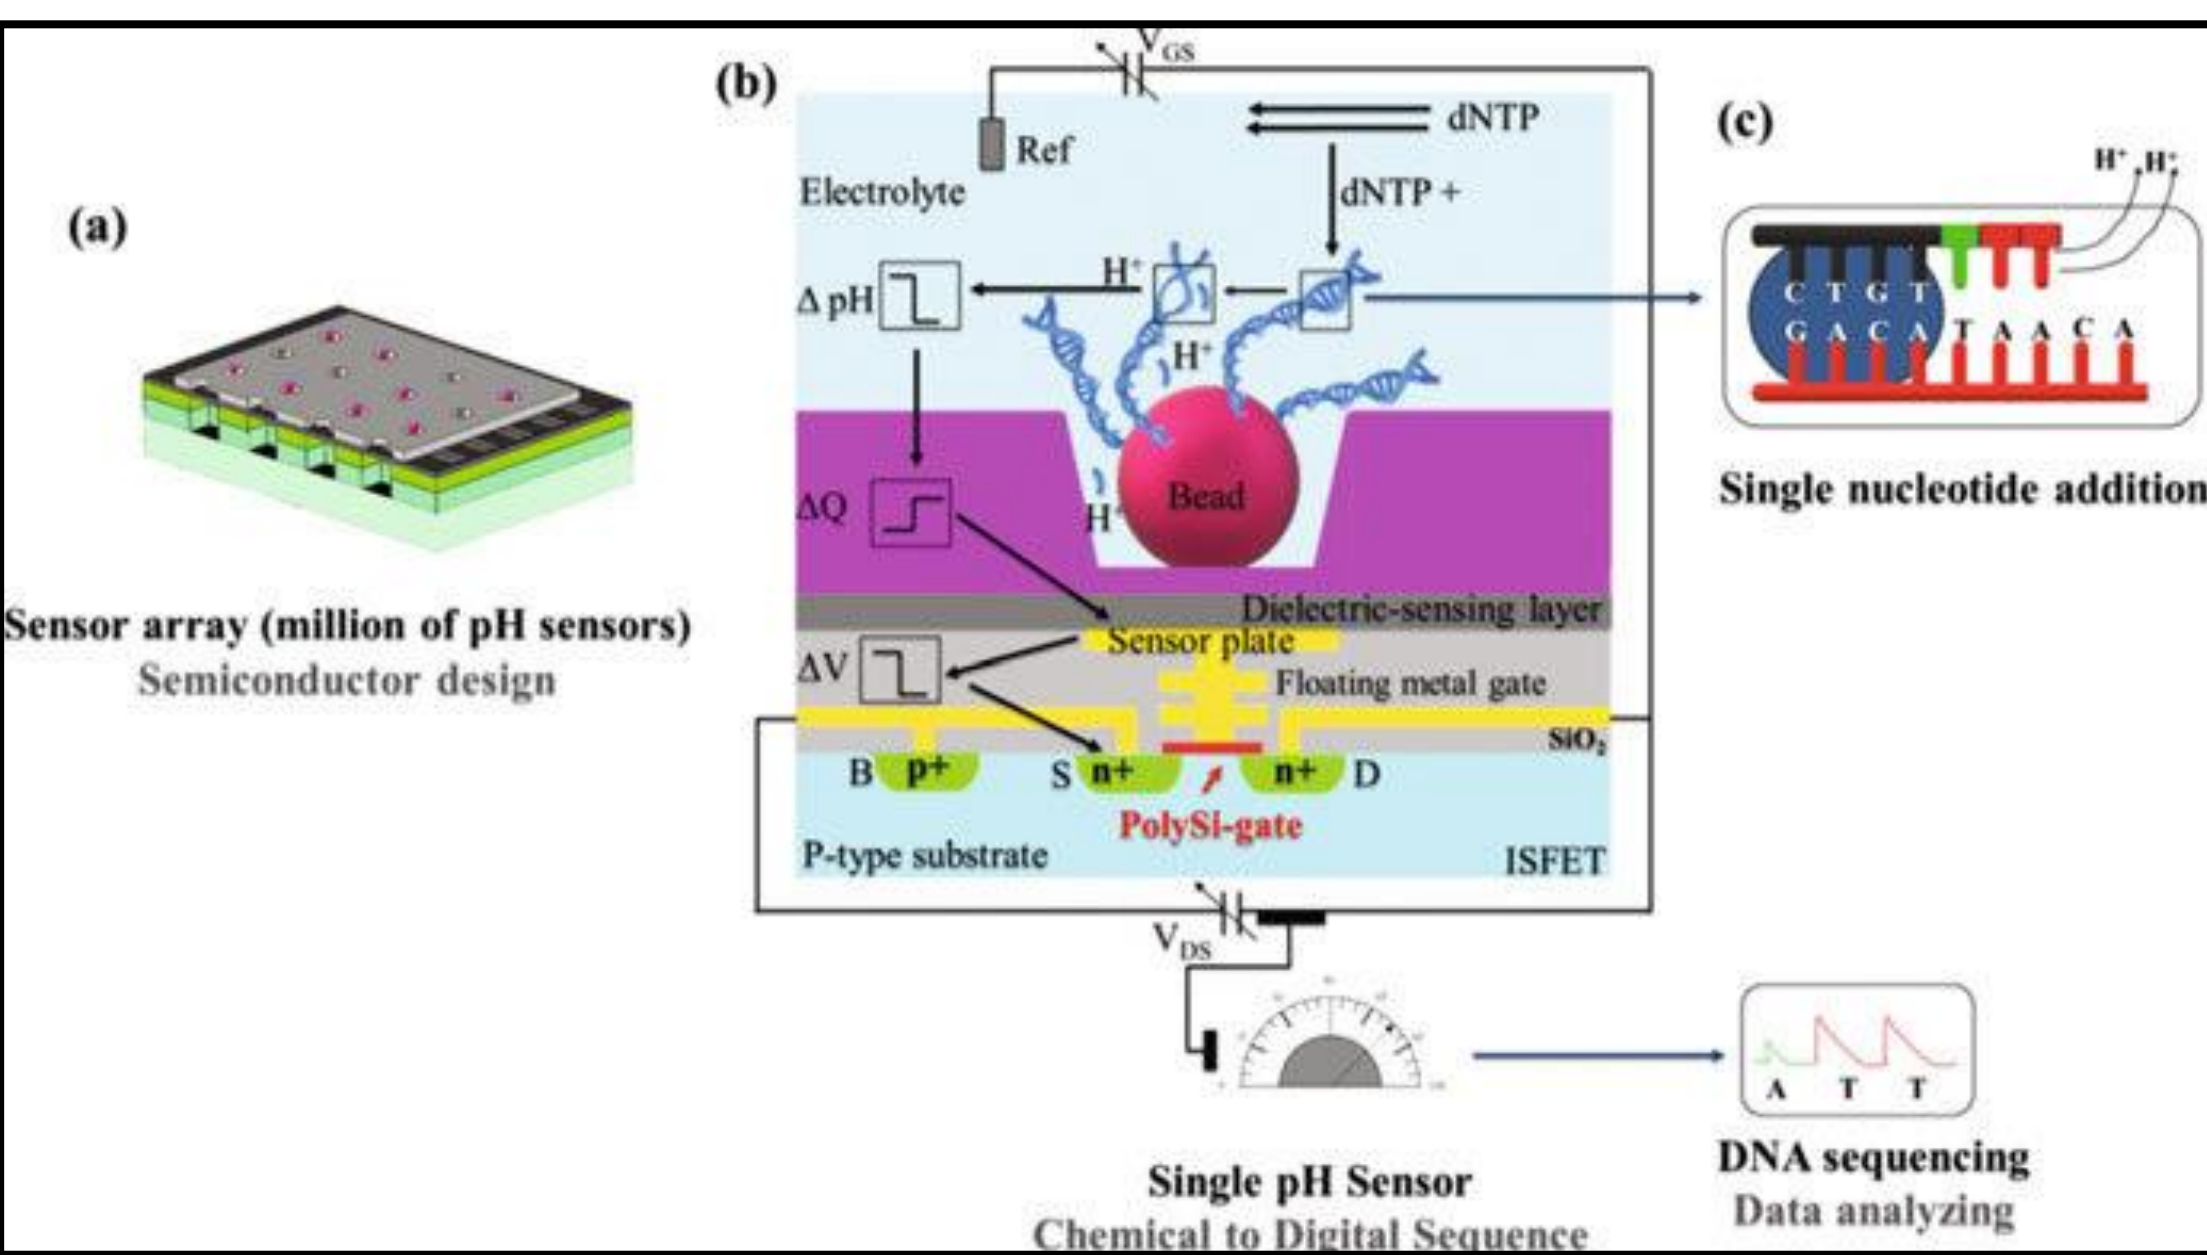 (a)
Sensor array (million of pH sensors)
Semiconductor design
(b)
VGS
Ref
dNTP
Electrolyte
dNTP +
Δ pH
H+
H+
ΔQ
H+
Bead
Dielectric-sensing layer
Sensor plate
ΔV
Floating metal gate
SiO2
B p+ S n+ n+ D
PolySi-gate
P-type substrate
ISFET
VDS
Single pH Sensor
Chemical to Digital Sequence
(c)
H+ H+
C T G T
G A C A T A A C A
Single nucleotide addition
A T T
DNA sequencing
Data analyzing